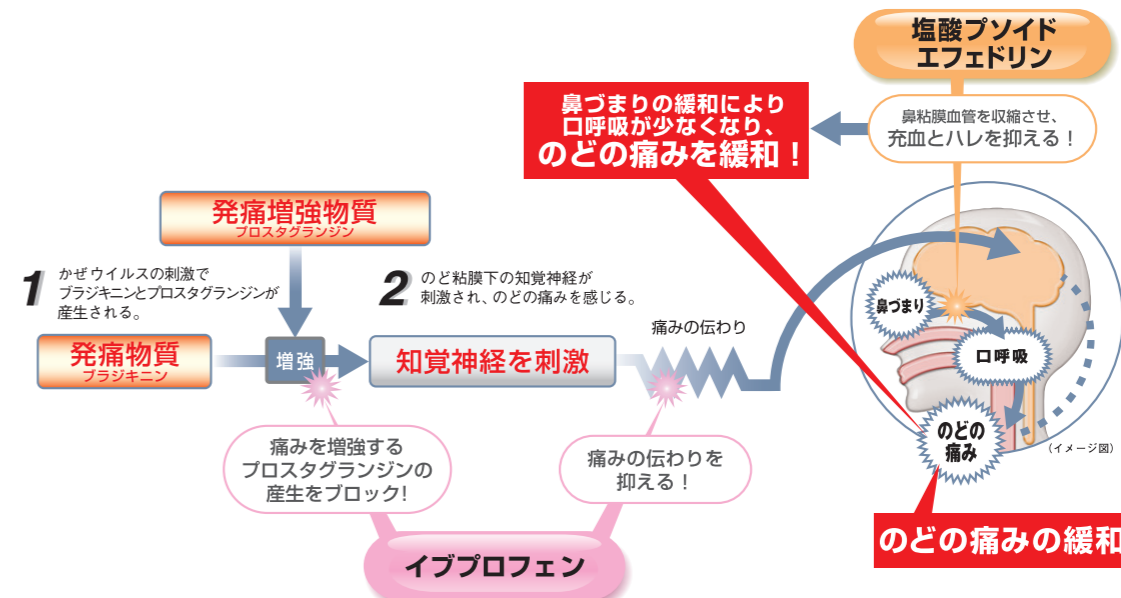 塩酸プソイド
エフェドリン
鼻粘膜血管を収縮させ、
充血とハレを抑える！
鼻づまりの緩和により
口呼吸が少なくなり、
のどの痛みを緩和！
発痛増強物質
プロスタグランジン
1 かぜウイルスの刺激で
ブラジキニンとプロスタグランジンが
産生される。
2 のど粘膜下の知覚神経が
刺激され、のどの痛みを感じる。
発痛物質
ブラジキニン
増強
知覚神経を刺激
痛みの伝わり
鼻づまり
口呼吸
のどの
痛み
（イメージ図）
痛みを増強する
プロスタグランジンの
産生をブロック!
痛みの伝わりを
抑える！
イブプロフェン
のどの痛みの緩和